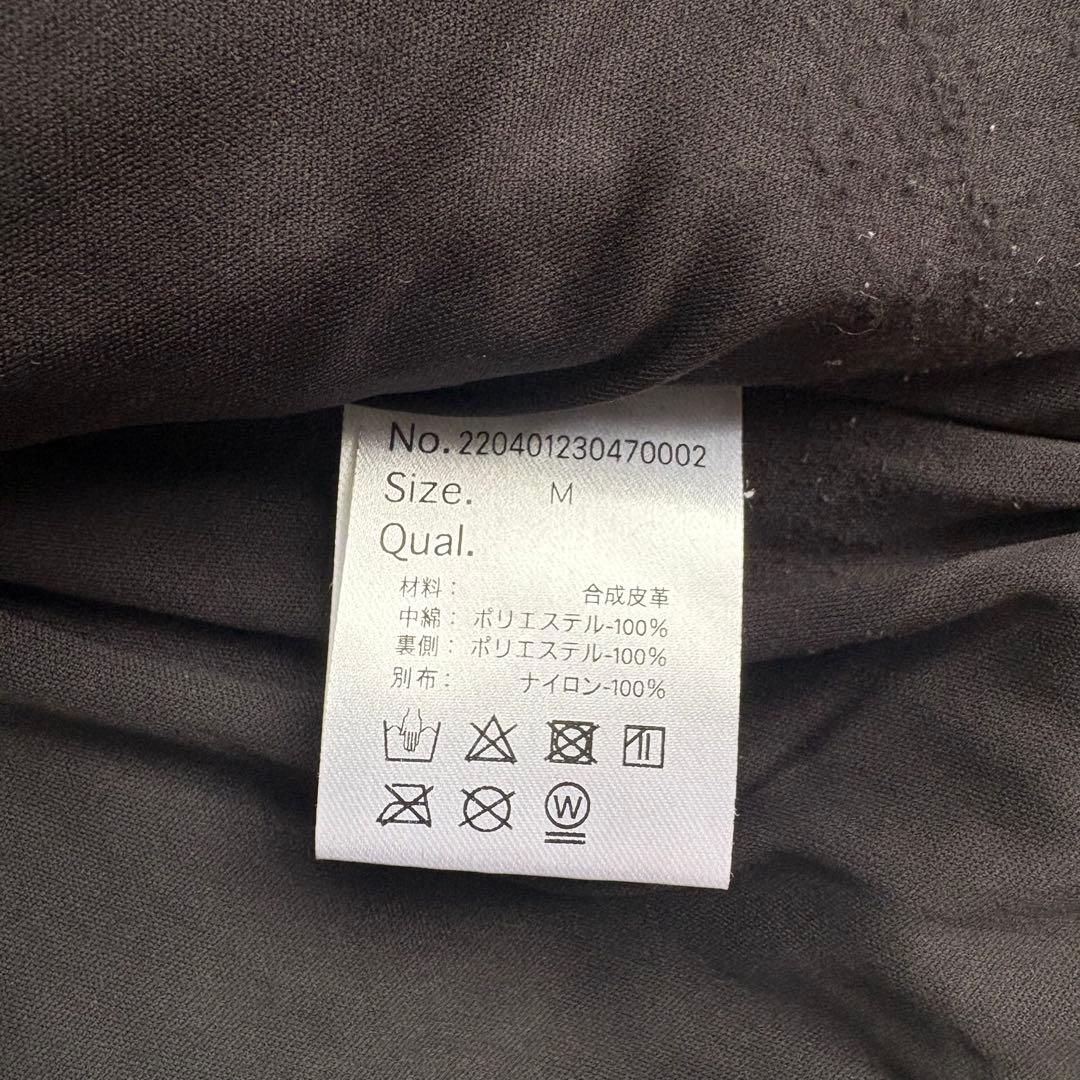 No. 220401230470002
Size. M
Qual.
材料： 合成皮革
中綿： ポリエステル-100%
裏側： ポリエステル-100%
別布： ナイロン-100%
W